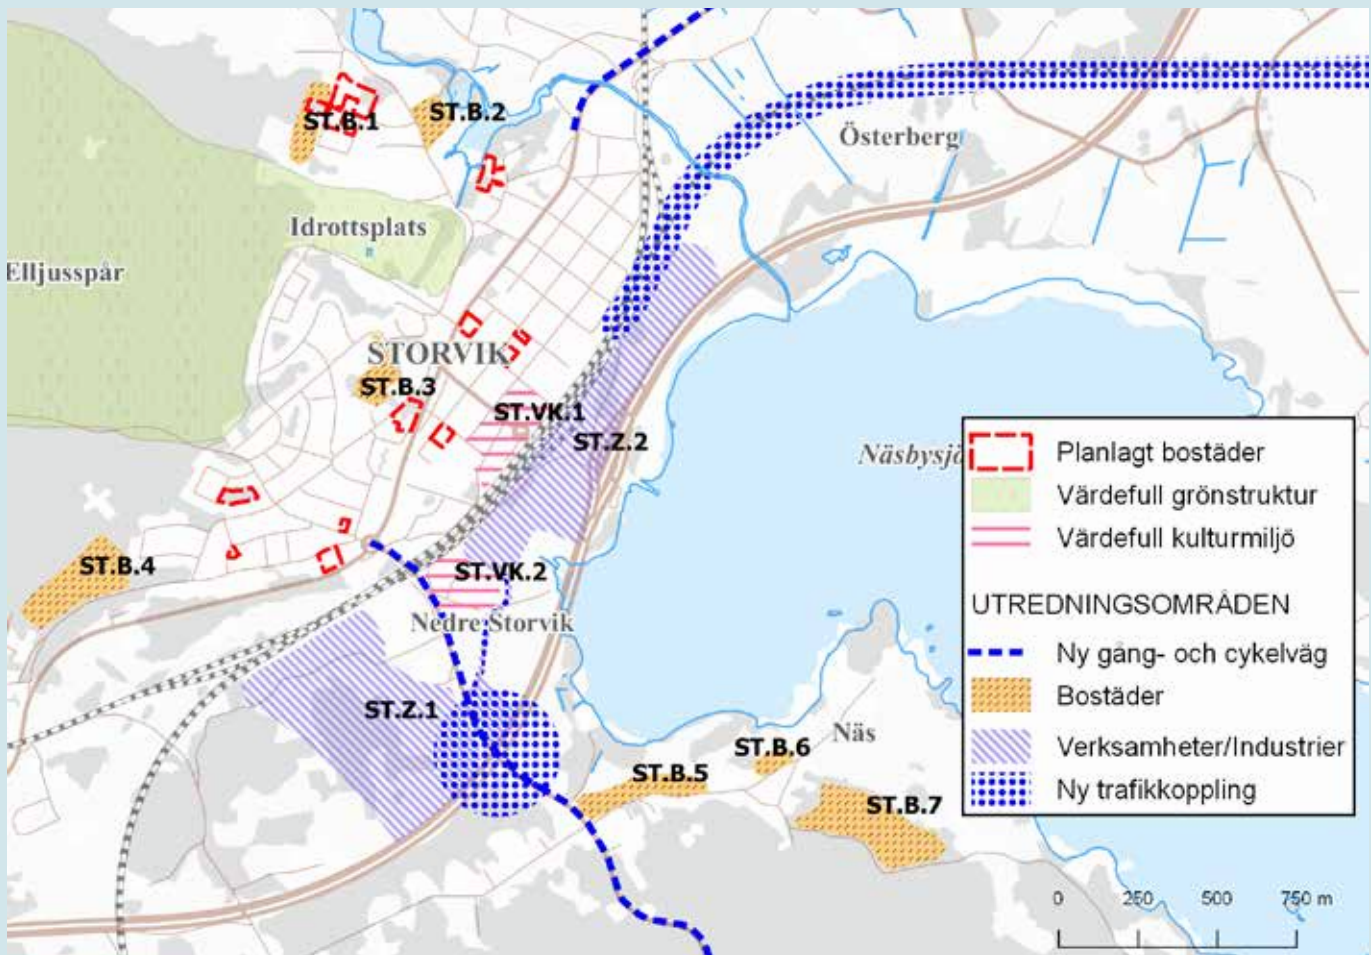 ST.B.1
ST.B.2
Österberg
Idrottsplats
Elljusspår
STORVIK
ST.B.3
ST.VK.1
ST.Z.2
Näsbysjö
ST.B.4
ST.VK.2
Nedre Storvik
ST.Z.1
Näs
ST.B.6
ST.B.5
ST.B.7
Planlagt bostäder
Värdefull grönstruktur
Värdefull kulturmiljö
UTREDNINGSOMRÅDEN
Ny gång- och cykelväg
Bostäder
Verksamheter/Industrier
Ny trafikkoppling
0 250 500 750 m